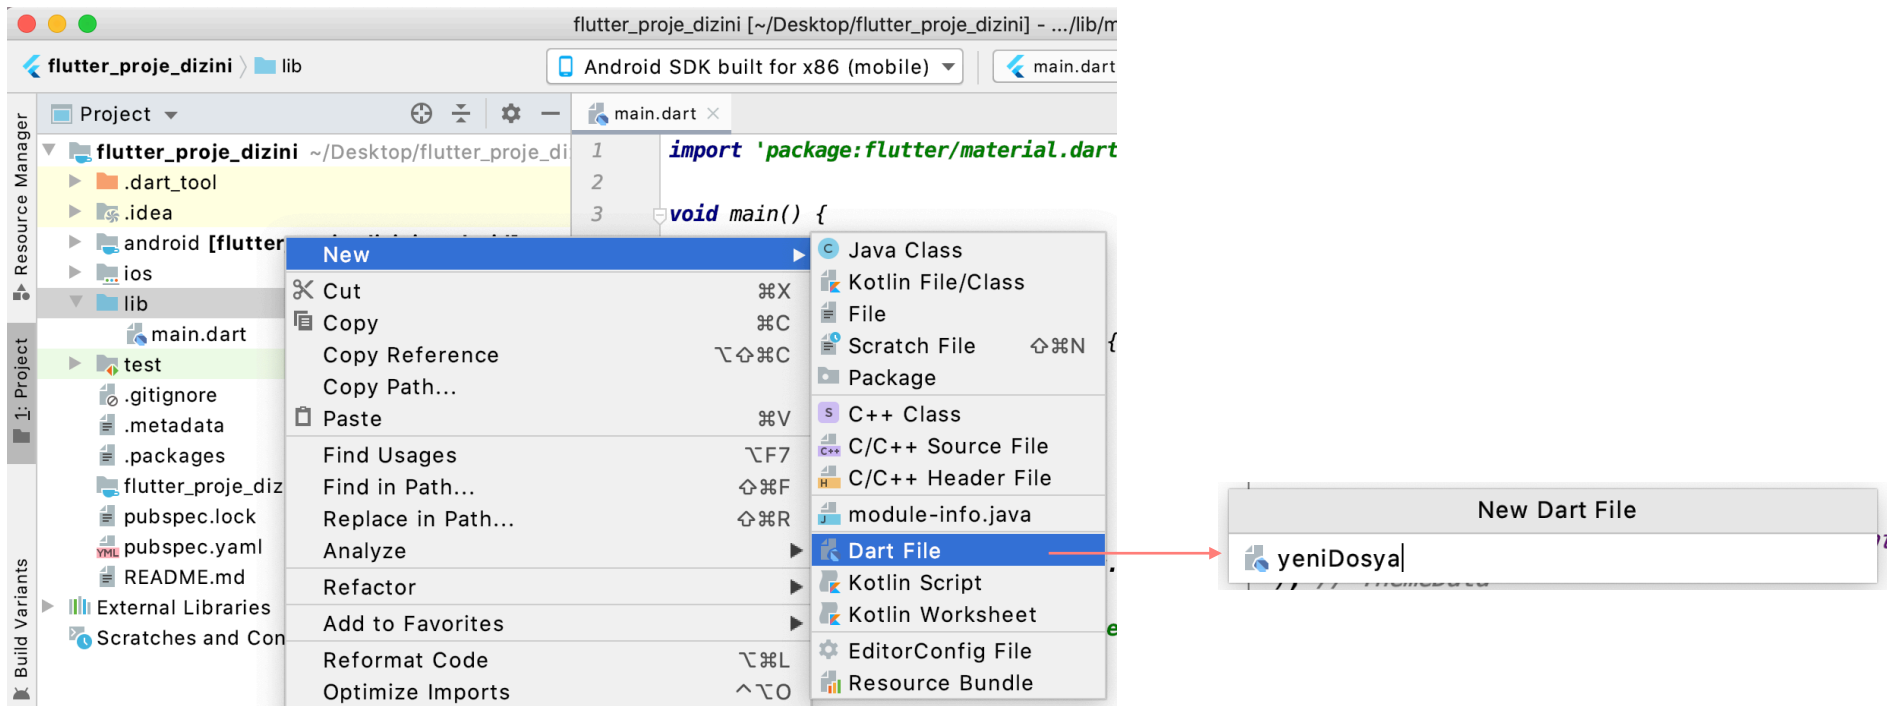 flutter_proje_dizini [~/Desktop/flutter_proje_dizini] - .../lib/m
flutter_proje_dizini lib
Android SDK built for x86 (mobile)
main.dart
Resource Manager
1: Project
Build Variants
Project
flutter_proje_dizini ~/Desktop/flutter_proje_di
.dart_tool
.idea
android [flutter
ios
lib
main.dart
test
.gitignore
.metadata
.packages
flutter_proje_diz
pubspec.lock
pubspec.yaml
README.md
External Libraries
Scratches and Con
main.dart
1 import 'package:flutter/material.dart
2
3 void main() {
{
New
Cut ⌘X
Copy ⌘C
Copy Reference ⌥⇧⌘C
Copy Path...
Paste ⌘V
Find Usages ⌥F7
Find in Path... ⇧⌘F
Replace in Path... ⇧⌘R
Analyze
Refactor
Add to Favorites
Reformat Code ⌥⌘L
Optimize Imports ^⌥O
Java Class
Kotlin File/Class
File
Scratch File ⇧⌘N
Package
C++ Class
C/C++ Source File
C/C++ Header File
module-info.java
Dart File
Kotlin Script
Kotlin Worksheet
EditorConfig File
Resource Bundle
New Dart File
yeniDosya